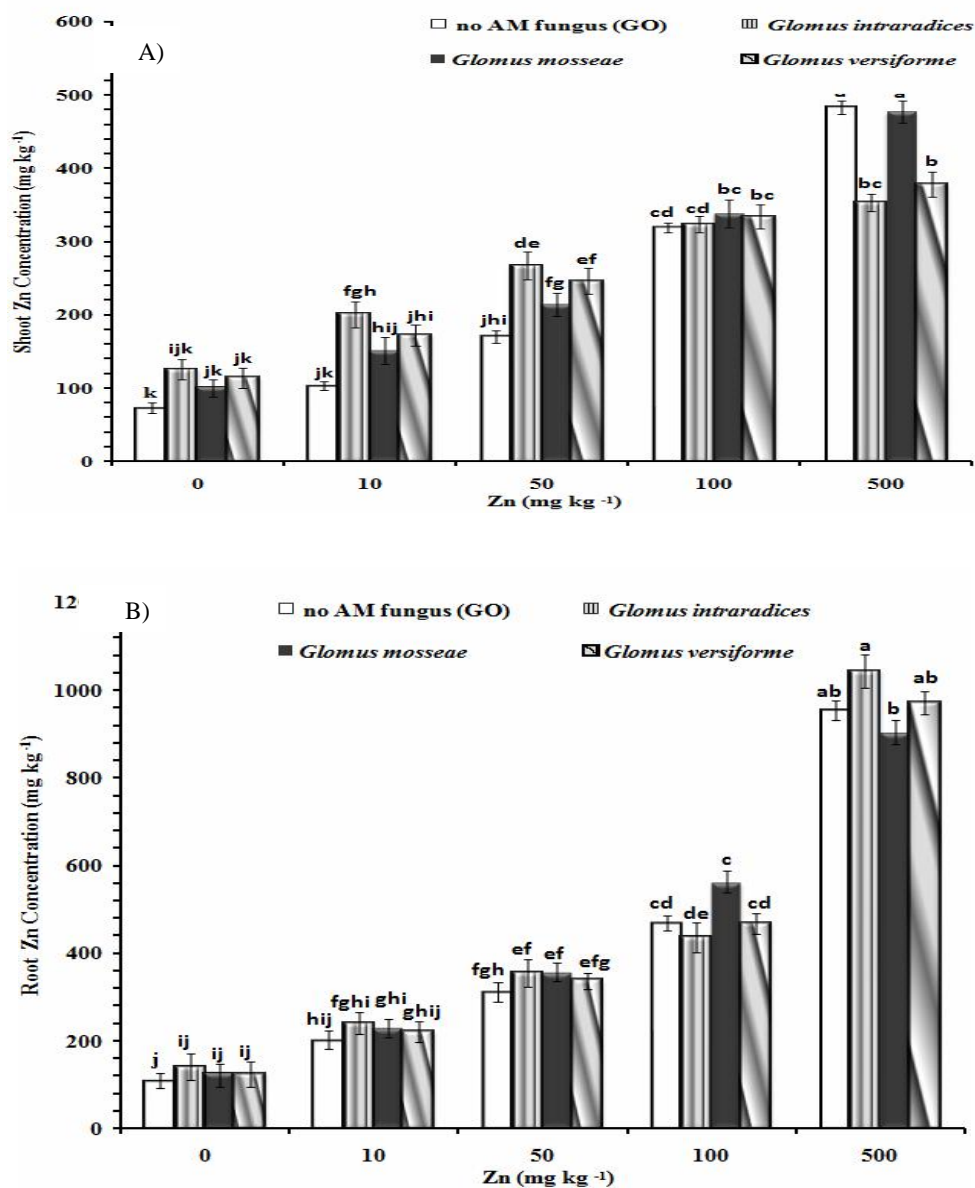 600
A)
no AM fungus (GO)
Glomus intraradices
Glomus mosseae
Glomus versiforme
500
400
300
200
100
0
Shoot Zn Concentration (mg kg-1)
k
ijk
jk
jk
jk
fgh
hij
jhi
jhi
de
fg
ef
cd
cd
bc
bc
bc
a
b
0
10
50
100
500
Zn (mg kg -1)
B)
no AM fungus (GO)
Glomus intraradices
Glomus mosseae
Glomus versiforme
1000
800
600
400
200
0
Root Zn Concentration (mg kg-1)
j
ij
ij
ij
hij
fghi
ghi
ghij
fgh
ef
ef
efg
cd
de
c
cd
ab
a
b
ab
0
10
50
100
500
Zn (mg kg -1)